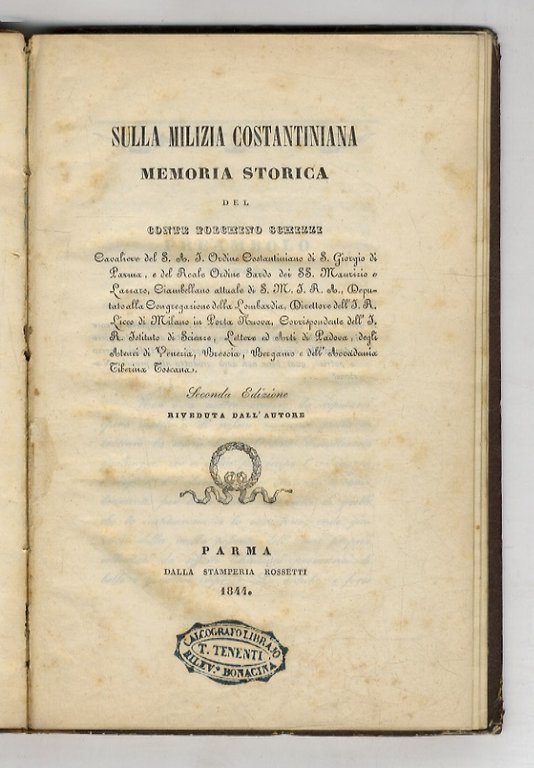 SULLA MILIZIA COSTANTINIANA
MEMORIA STORICA
DEL
CONTE FOLCHINO SCHIZZI
Cavaliere del S. A. I. Ordine Costantiniano di S. Giorgio di
Parma, e del Reale Ordine Sardo dei SS. Maurizio e
Lazzaro, Ciambellano attuale di S. M. I. R. A., Depu-
tato alla Congregazione della Lombardia, Direttore dell' I. R.
Liceo di Milano in Porta Nuova, Corrispondente dell' I.
R. Istituto di Scienze, Lettere ed Arti di Padova, degli
Atenei di Venezia, Brescia, Bergamo e dell' Accademia
Tiberina Toscana.
Seconda Edizione
RIVEDUTA DALL'AUTORE
PARMA
DALLA STAMPERIA ROSSETTI
1844.
CALCOGRAFO LIBRAJO
T. TENENTI
RILEV.º BONACINA